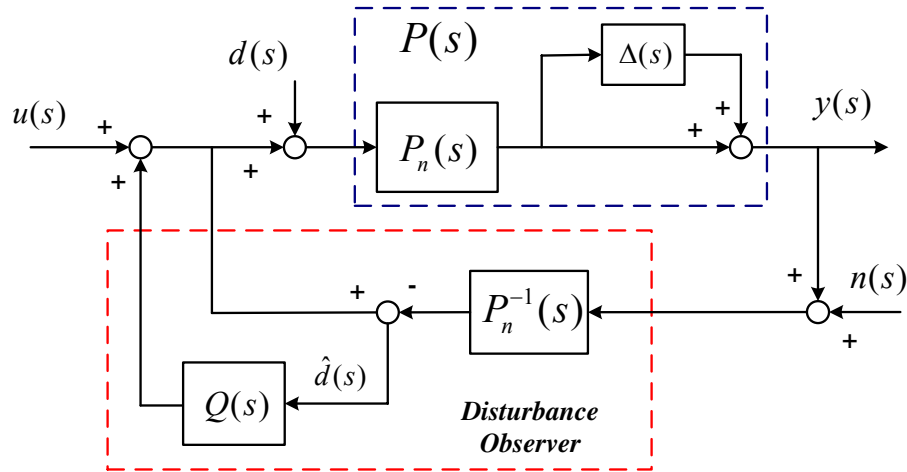 P(s)
Δ(s)
d(s)
u(s)
y(s)
+
+
+
+
+
+
+
P_n(s)
+
+
-
P_n^{-1}(s)
n(s)
+
d̂(s)
Q(s)
Disturbance
Observer